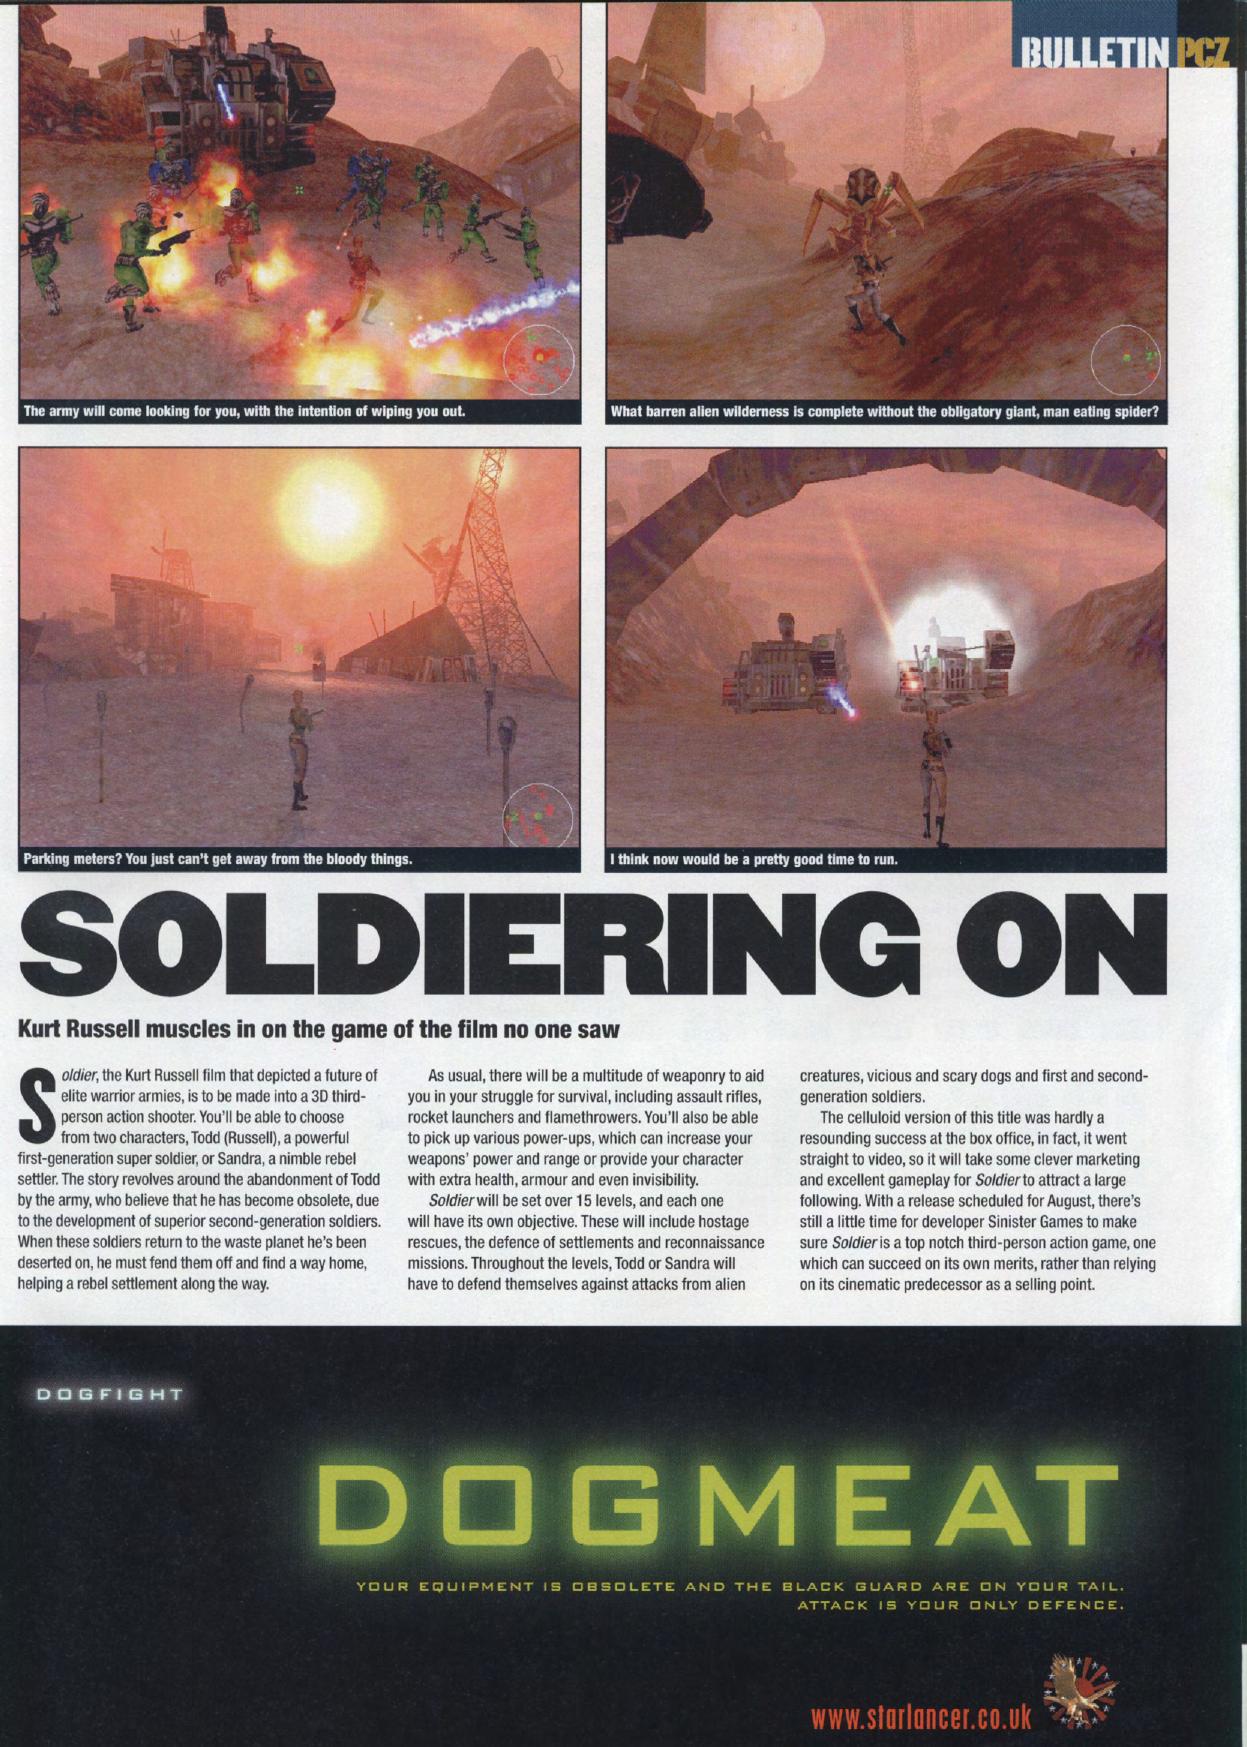 BULLETIN PCZ
The army will come looking for you, with the intention of wiping you out.
What barren alien wilderness is complete without the obligatory giant, man eating spider?
Parking meters? You just can't get away from the bloody things.
I think now would be a pretty good time to run.
SOLDIERING ON
Kurt Russell muscles in on the game of the film no one saw
Soldier, the Kurt Russell film that depicted a future of
elite warrior armies, is to be made into a 3D third-
person action shooter. You'll be able to choose
from two characters, Todd (Russell), a powerful
first-generation super soldier, or Sandra, a nimble rebel
settler. The story revolves around the abandonment of Todd
by the army, who believe that he has become obsolete, due
to the development of superior second-generation soldiers.
When these soldiers return to the waste planet he's been
deserted on, he must fend them off and find a way home,
helping a rebel settlement along the way.
As usual, there will be a multitude of weaponry to aid
you in your struggle for survival, including assault rifles,
rocket launchers and flamethrowers. You'll also be able
to pick up various power-ups, which can increase your
weapons' power and range or provide your character
with extra health, armour and even invisibility.
Soldier will be set over 15 levels, and each one
will have its own objective. These will include hostage
rescues, the defence of settlements and reconnaissance
missions. Throughout the levels, Todd or Sandra will
have to defend themselves against attacks from alien
creatures, vicious and scary dogs and first and second-
generation soldiers.
The celluloid version of this title was hardly a
resounding success at the box office, in fact, it went
straight to video, so it will take some clever marketing
and excellent gameplay for Soldier to attract a large
following. With a release scheduled for August, there's
still a little time for developer Sinister Games to make
sure Soldier is a top notch third-person action game, one
which can succeed on its own merits, rather than relying
on its cinematic predecessor as a selling point.
DOGFIGHT
DOGMEAT
YOUR EQUIPMENT IS OBSOLETE AND THE BLACK GUARD ARE ON YOUR TAIL.
ATTACK IS YOUR ONLY DEFENCE.
www.starlancer.co.uk